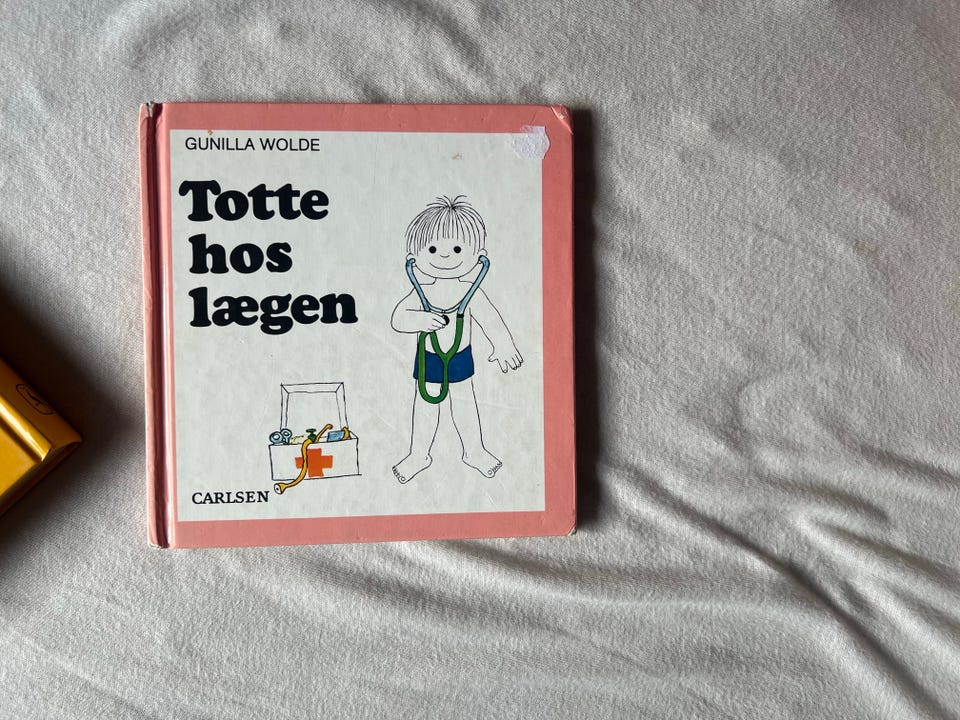 GUNILLA WOLDE
Totte
hos
lægen
CARLSEN